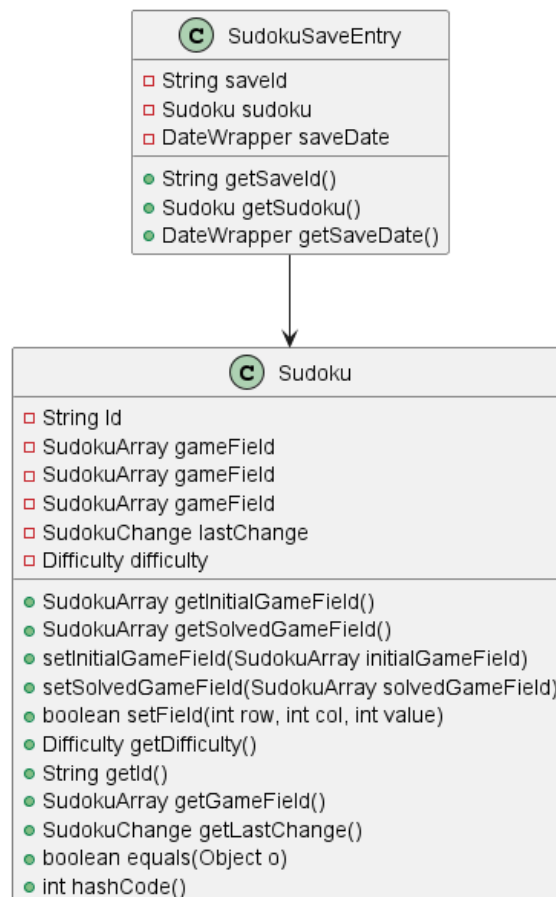 C SudokuSaveEntry
String saveId
Sudoku sudoku
DateWrapper saveDate
String getSaveId()
Sudoku getSudoku()
DateWrapper getSaveDate()
C Sudoku
String Id
SudokuArray gameField
SudokuArray gameField
SudokuArray gameField
SudokuChange lastChange
Difficulty difficulty
SudokuArray getInitialGameField()
SudokuArray getSolvedGameField()
setInitialGameField(SudokuArray initialGameField)
setSolvedGameField(SudokuArray solvedGameField)
boolean setField(int row, int col, int value)
Difficulty getDifficulty()
String getId()
SudokuArray getGameField()
SudokuChange getLastChange()
boolean equals(Object o)
int hashCode()